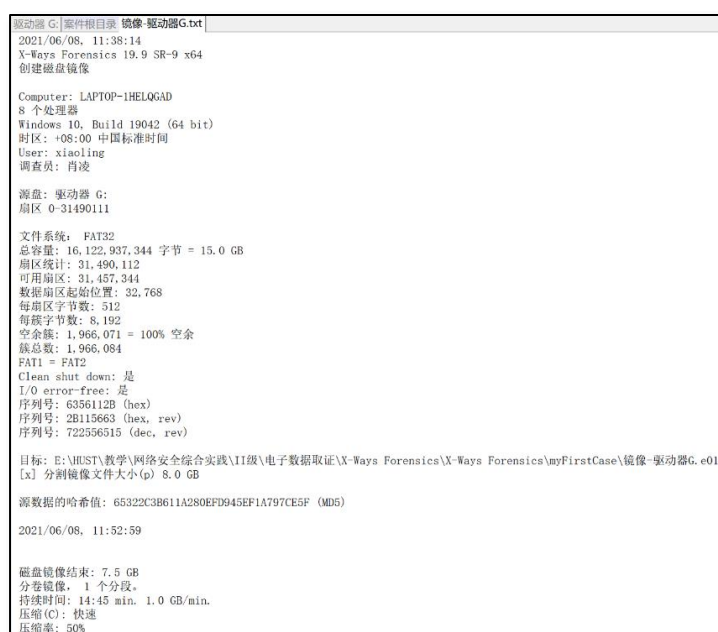 驱动器 G: 案件根目录 镜像-驱动器G.txt
2021/06/08, 11:38:14
X-Ways Forensics 19.9 SR-9 x64
创建磁盘镜像
Computer: LAPTOP-1HELQGAD
8 个处理器
Windows 10, Build 19042 (64 bit)
时区: +08:00 中国标准时间
User: xiaoling
调查员: 肖凌
源盘: 驱动器 G:
扇区 0-31490111
文件系统: FAT32
总容量: 16,122,937,344 字节 = 15.0 GB
扇区统计: 31,490,112
可用扇区: 31,457,344
数据扇区起始位置: 32,768
每扇区字节数: 512
每簇字节数: 8,192
空余簇: 1,966,071 = 100% 空余
簇总数: 1,966,084
FAT1 = FAT2
Clean shut down: 是
I/O error-free: 是
序列号: 6356112B (hex)
序列号: 2B115663 (hex, rev)
序列号: 722556515 (dec, rev)
目标: E:\HUST\教学\网络安全综合实践\II级\电子数据取证\X-Ways Forensics\X-Ways Forensics\myFirstCase\镜像-驱动器G.e01
[x] 分割镜像文件大小(p) 8.0 GB
源数据的哈希值: 65322C3B611A280EFD945EF1A797CE5F (MD5)
2021/06/08, 11:52:59
磁盘镜像结束: 7.5 GB
分卷镜像, 1 个分段。
持续时间: 14:45 min. 1.0 GB/min.
压缩(C): 快速
压缩率: 50%